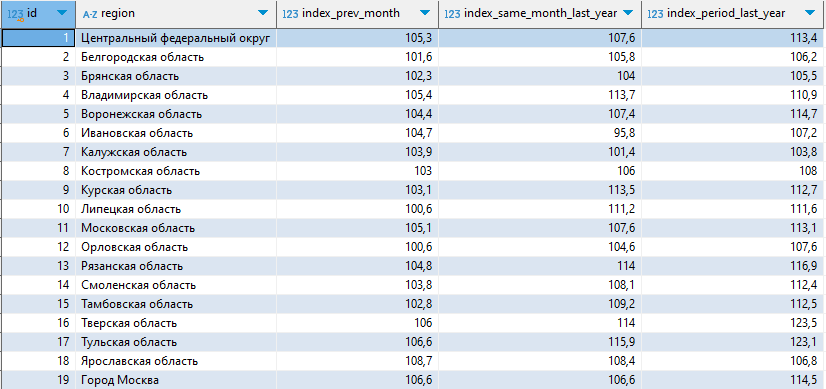 123 id A-Z region 123 index_prev_month 123 index_same_month_last_year 123 index_period_last_year
1 Центральный федеральный округ 105,3 107,6 113,4
2 Белгородская область 101,6 105,8 106,2
3 Брянская область 102,3 104 105,5
4 Владимирская область 105,4 113,7 110,9
5 Воронежская область 104,4 107,4 114,7
6 Ивановская область 104,7 95,8 107,2
7 Калужская область 103,9 101,4 103,8
8 Костромская область 103 106 108
9 Курская область 103,1 113,5 112,7
10 Липецкая область 100,6 111,2 111,6
11 Московская область 105,1 107,6 113,1
12 Орловская область 100,6 104,6 107,6
13 Рязанская область 104,8 114 116,9
14 Смоленская область 103,8 108,1 112,4
15 Тамбовская область 102,8 109,2 112,5
16 Тверская область 106 114 123,5
17 Тульская область 106,6 115,9 123,1
18 Ярославская область 108,7 108,4 106,8
19 Город Москва 106,6 106,6 114,5